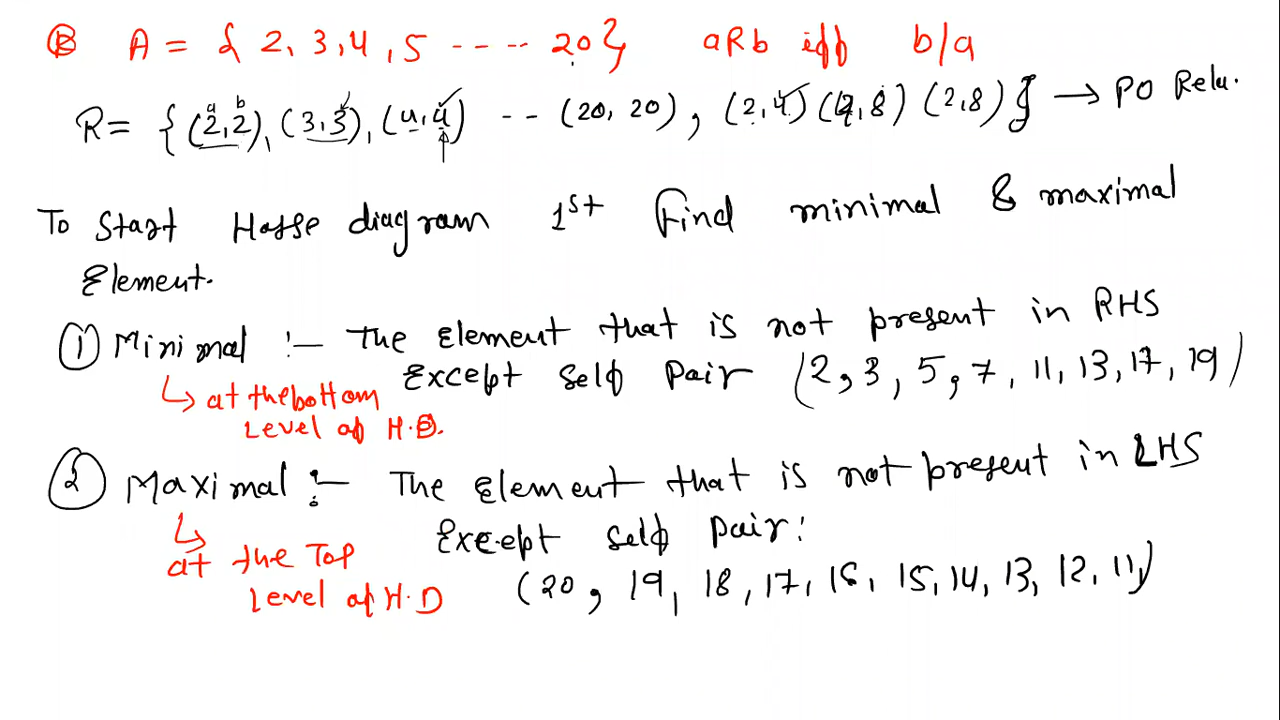 B A = { 2, 3, 4, 5 ---- 20} aRb iff b/a
a b
R = { (2,2), (3,3), (4,4) -- (20, 20), (2,4) (4,8) (2,8) } → PO Rela.
To Start Hasse diagram 1st Find minimal & maximal
Element.
① Minimal :- The Element that is not present in RHS
Except Self Pair (2, 3, 5, 7, 11, 13, 17, 19)
↳ at the bottom
Level of H.D.
② Maximal :- The Element that is not present in LHS
Except Self pair:
↳ at the Top
(20, 19, 18, 17, 16, 15, 14, 13, 12, 11,)
Level of H.D